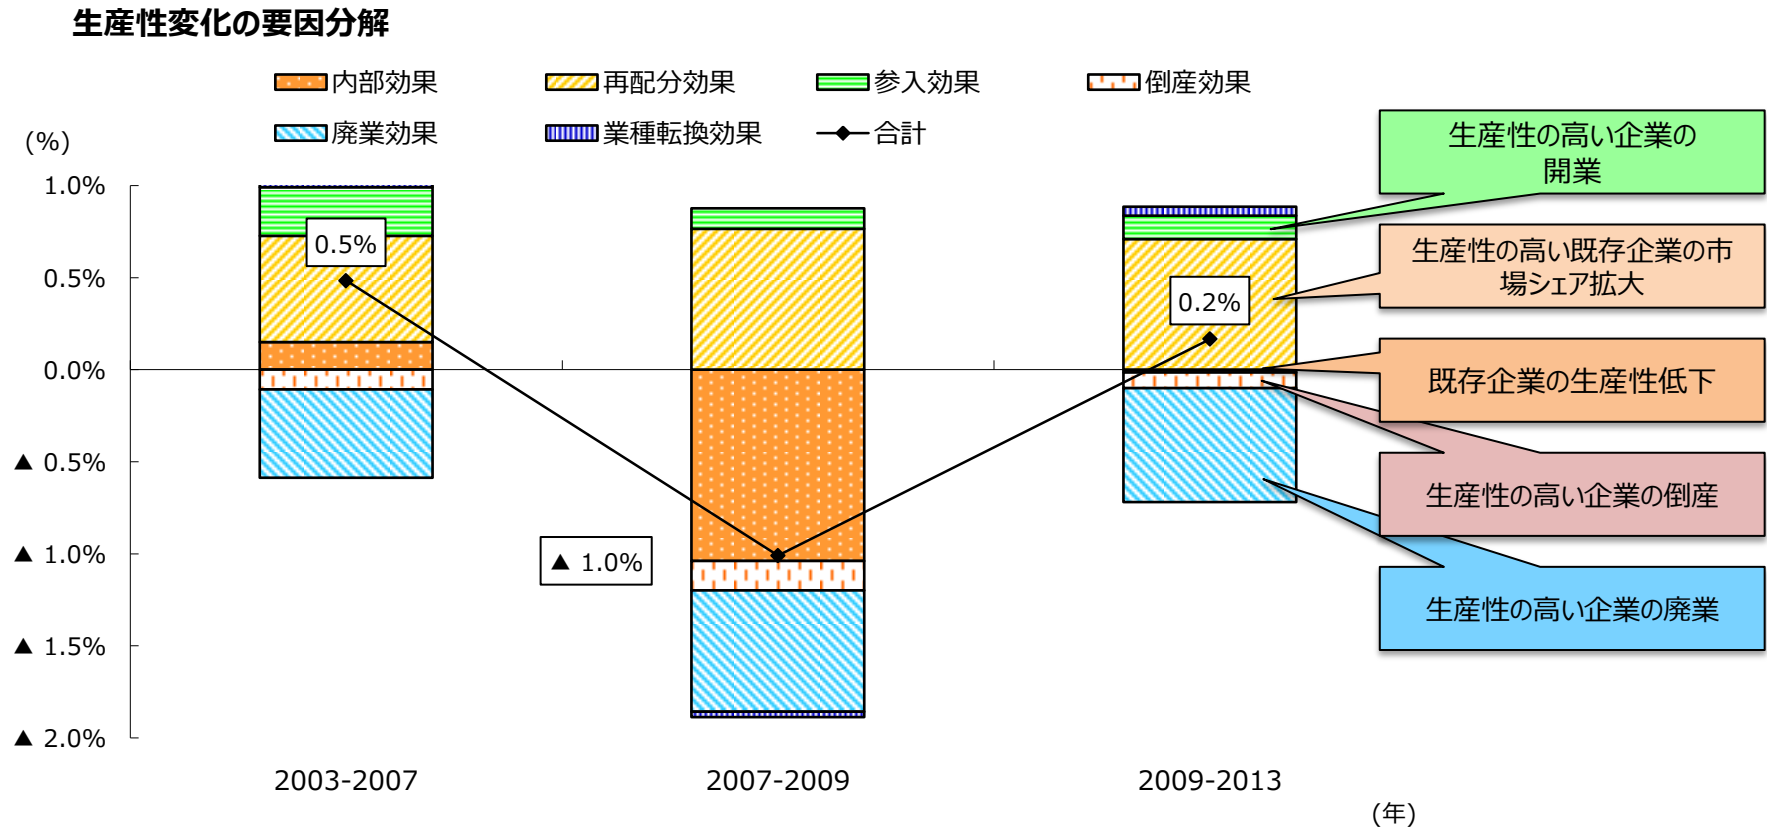 生産性変化の要因分解
内部効果 再配分効果 参入効果 倒産効果
廃業効果 業種転換効果 合計
(%)
1.0%
0.5%
0.0%
▲ 0.5%
▲ 1.0%
▲ 1.5%
▲ 2.0%
0.5%
▲ 1.0%
0.2%
2003-2007 2007-2009 2009-2013
(年)
生産性の高い企業の
開業
生産性の高い既存企業の市
場シェア拡大
既存企業の生産性低下
生産性の高い企業の倒産
生産性の高い企業の廃業